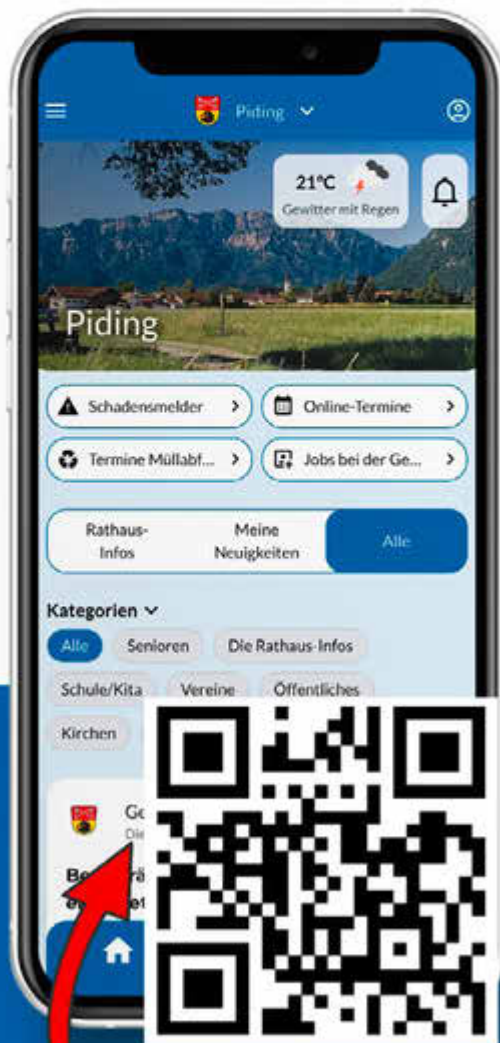 Piding
21°C
Gewitter mit Regen
Piding
Schadensmelder
Online-Termine
Termine Müllabf...
Jobs bei der Ge...
Rathaus-
Infos
Meine
Neuigkeiten
Alle
Kategorien
Alle
Senioren
Die Rathaus-Infos
Schule/Kita
Vereine
Öffentliches
Kirchen